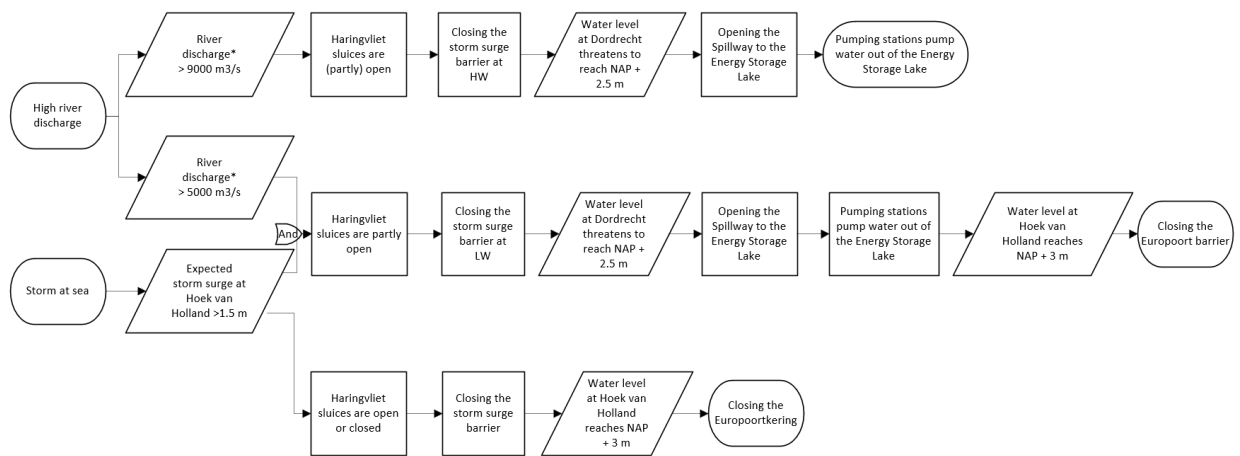 River
discharge*
> 9000 m3/s
Haringvliet
sluices are
(partly) open
Closing the
storm surge
barrier at
HW
Water level
at Dordrecht
threatens to
reach NAP +
2.5 m
Opening the
Spillway to the
Energy Storage
Lake
Pumping stations pump
water out of the Energy
Storage Lake
High river
discharge
River
discharge*
> 5000 m3/s
And
Haringvliet
sluices are partly
open
Closing the
storm surge
barrier at
LW
Water level
at Dordrecht
threatens to
reach NAP +
2.5 m
Opening the
Spillway to the
Energy Storage
Lake
Pumping stations
pump water out of
the Energy Storage
Lake
Water level at
Hoek van
Holland reaches
NAP + 3 m
Closing the
Europoort barrier
Storm at sea
Expected
storm surge at
Hoek van
Holland >1.5 m
Haringvliet
sluices are open
or closed
Closing the
storm surge
barrier
Water level
at Hoek van
Holland
reaches NAP
+ 3 m
Closing the
Europoortkering